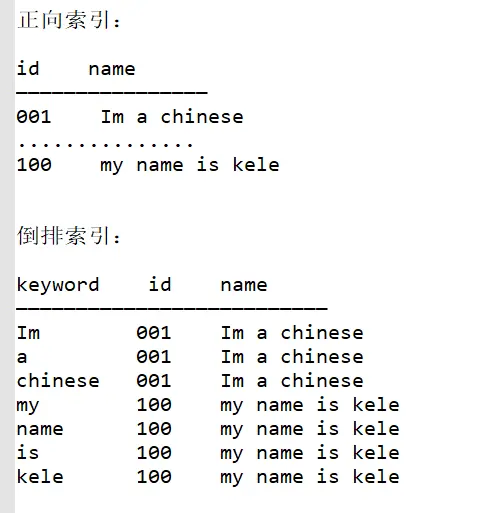 正向索引：
id name
————————————————
001 Im a chinese
...............
100 my name is kele
倒排索引：
keyword id name
——————————————————————————
Im 001 Im a chinese
a 001 Im a chinese
chinese 001 Im a chinese
my 100 my name is kele
name 100 my name is kele
is 100 my name is kele
kele 100 my name is kele